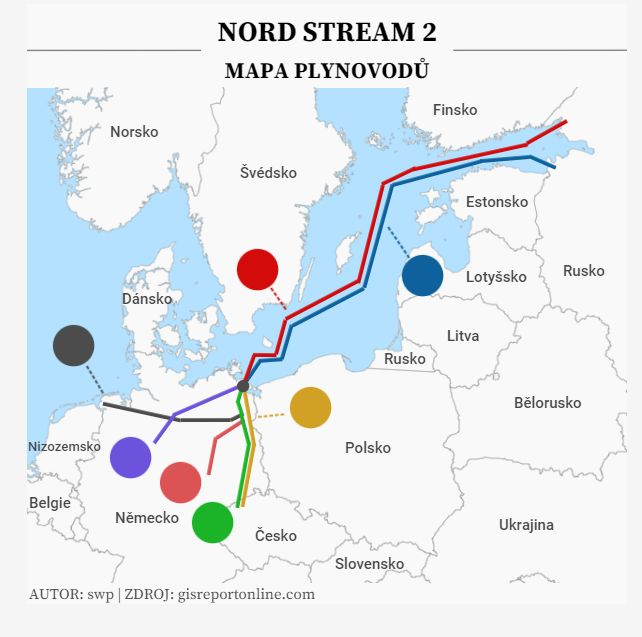 NORD STREAM 2
MAPA PLYNOVODŮ
Finsko
Norsko
Švédsko
Estonsko
Rusko
Lotyšsko
Dánsko
Litva
Rusko
Bělorusko
Nizozemsko
Polsko
Belgie
Německo
Česko
Ukrajina
Slovensko
AUTOR: swp | ZDROJ: gisreportonline.com